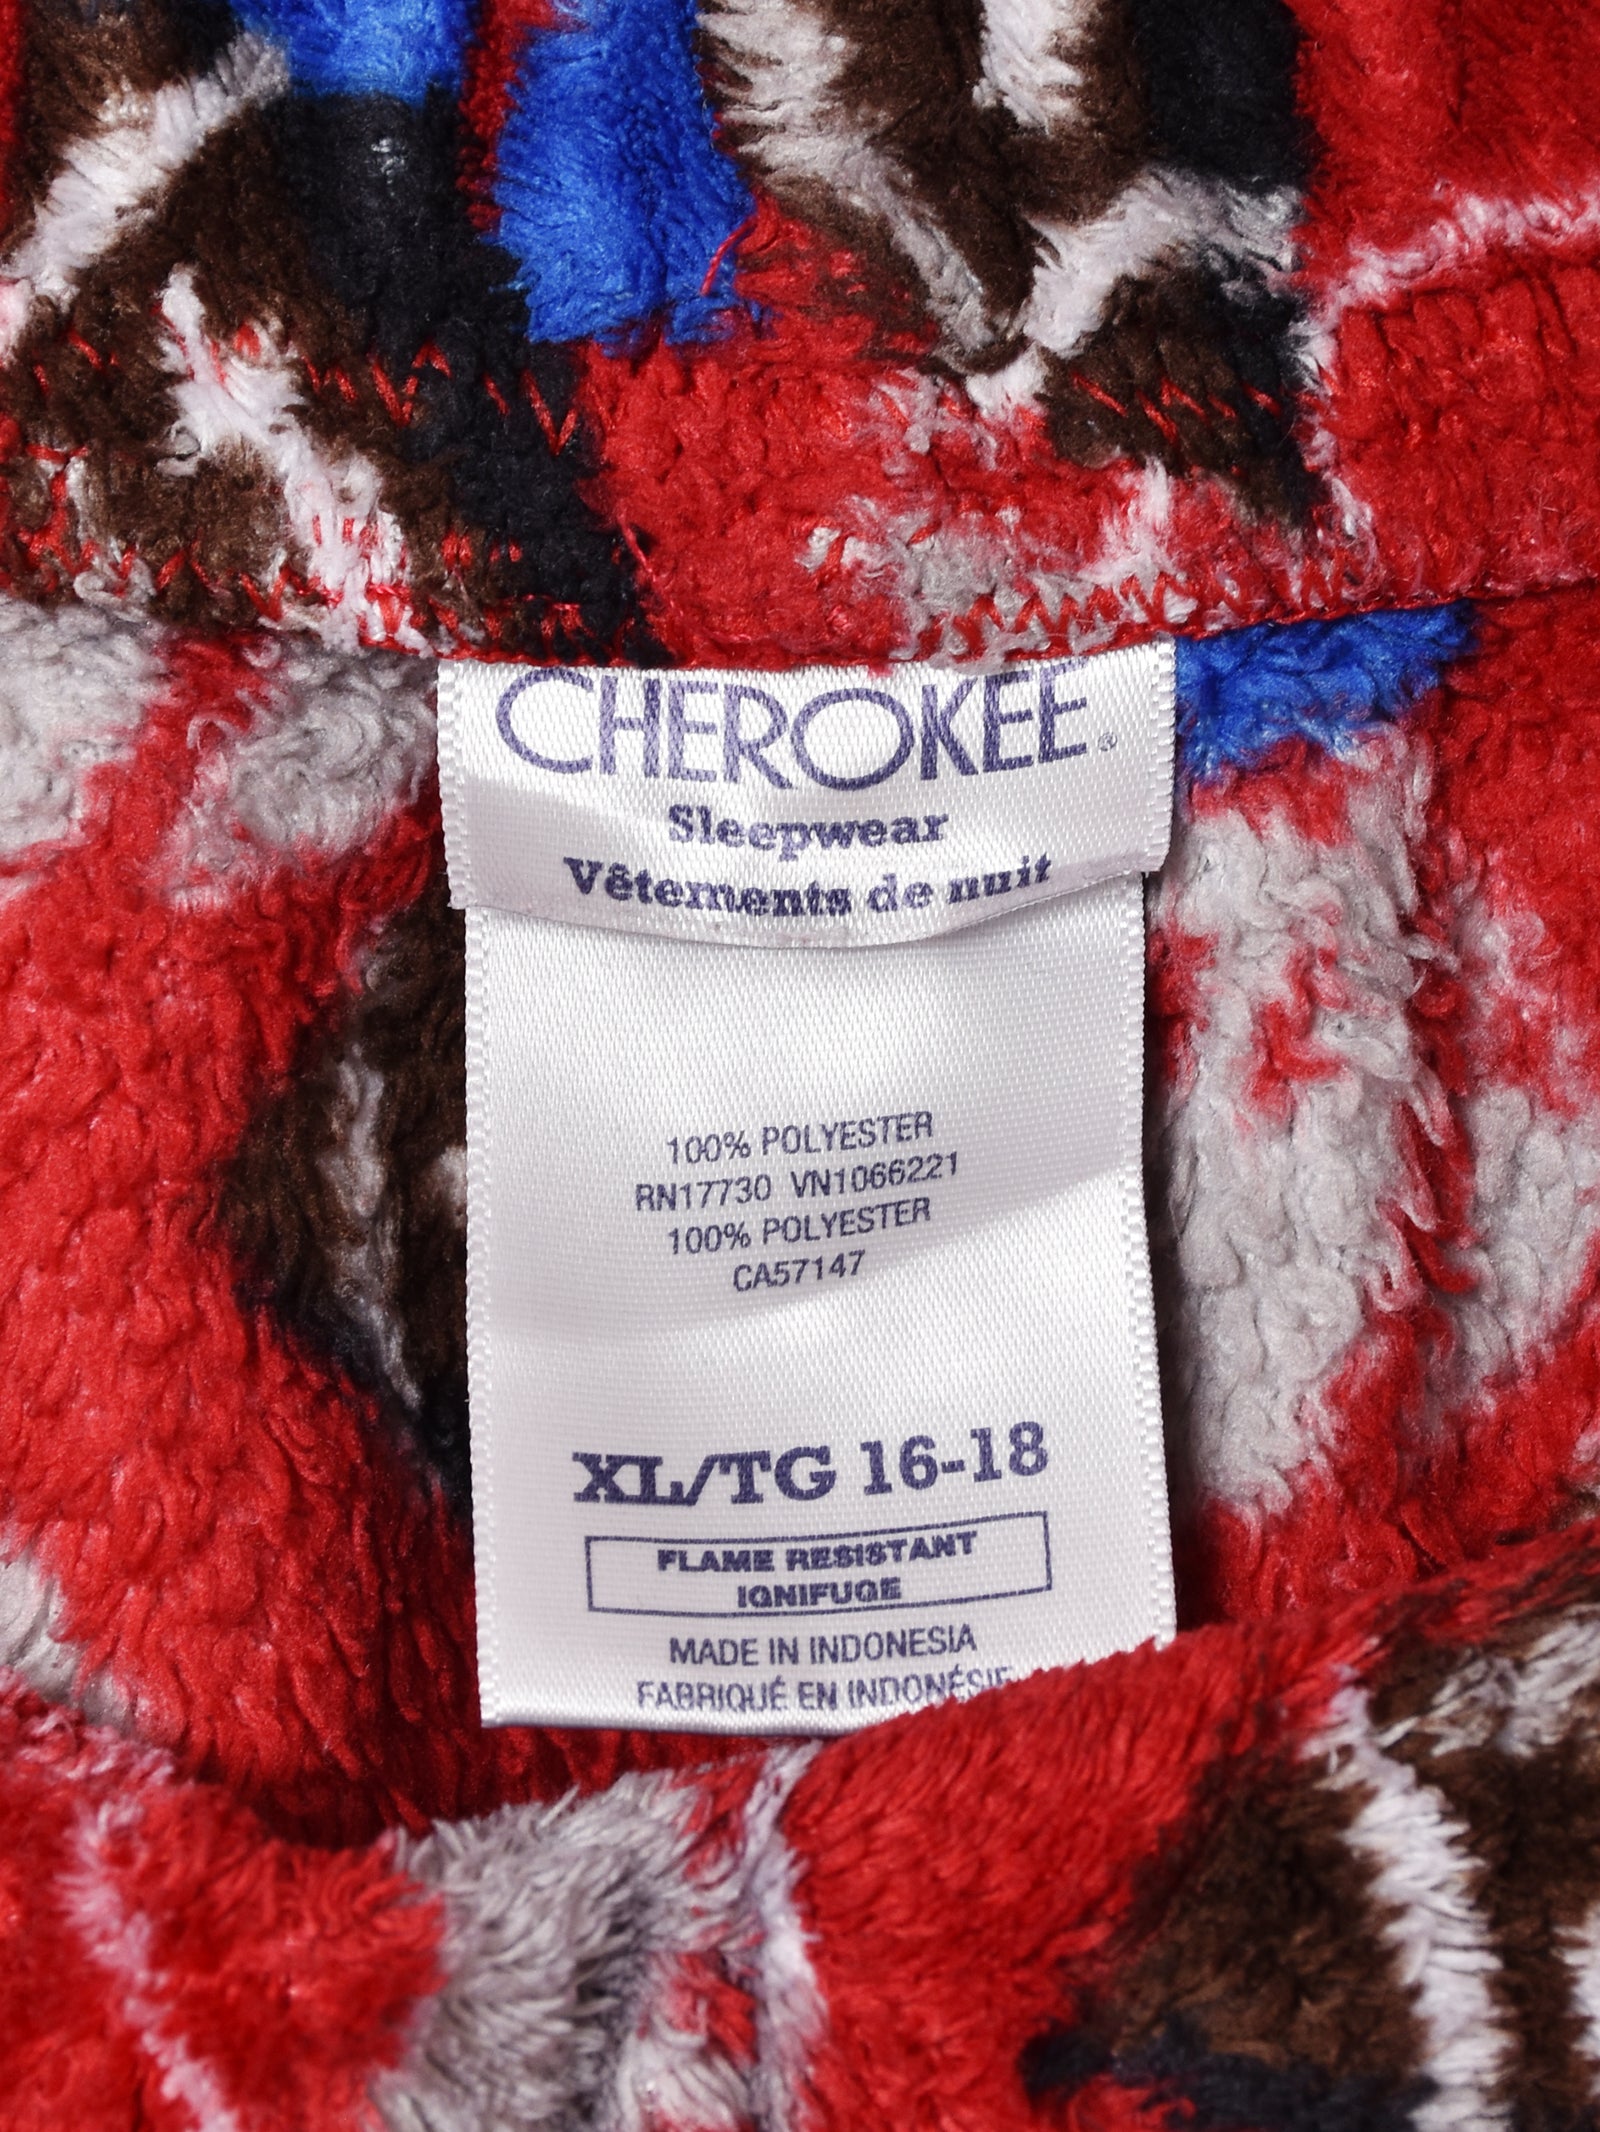 CHEROKEE®
Sleepwear
Vêtements de nuit
100% POLYESTER
RN17730 VN1066221
100% POLYESTER
CA57147
XL/TG 16-18
FLAME RESISTANT
IGNIFUGE
MADE IN INDONESIA
FABRIQUÉ EN INDONÉSIE